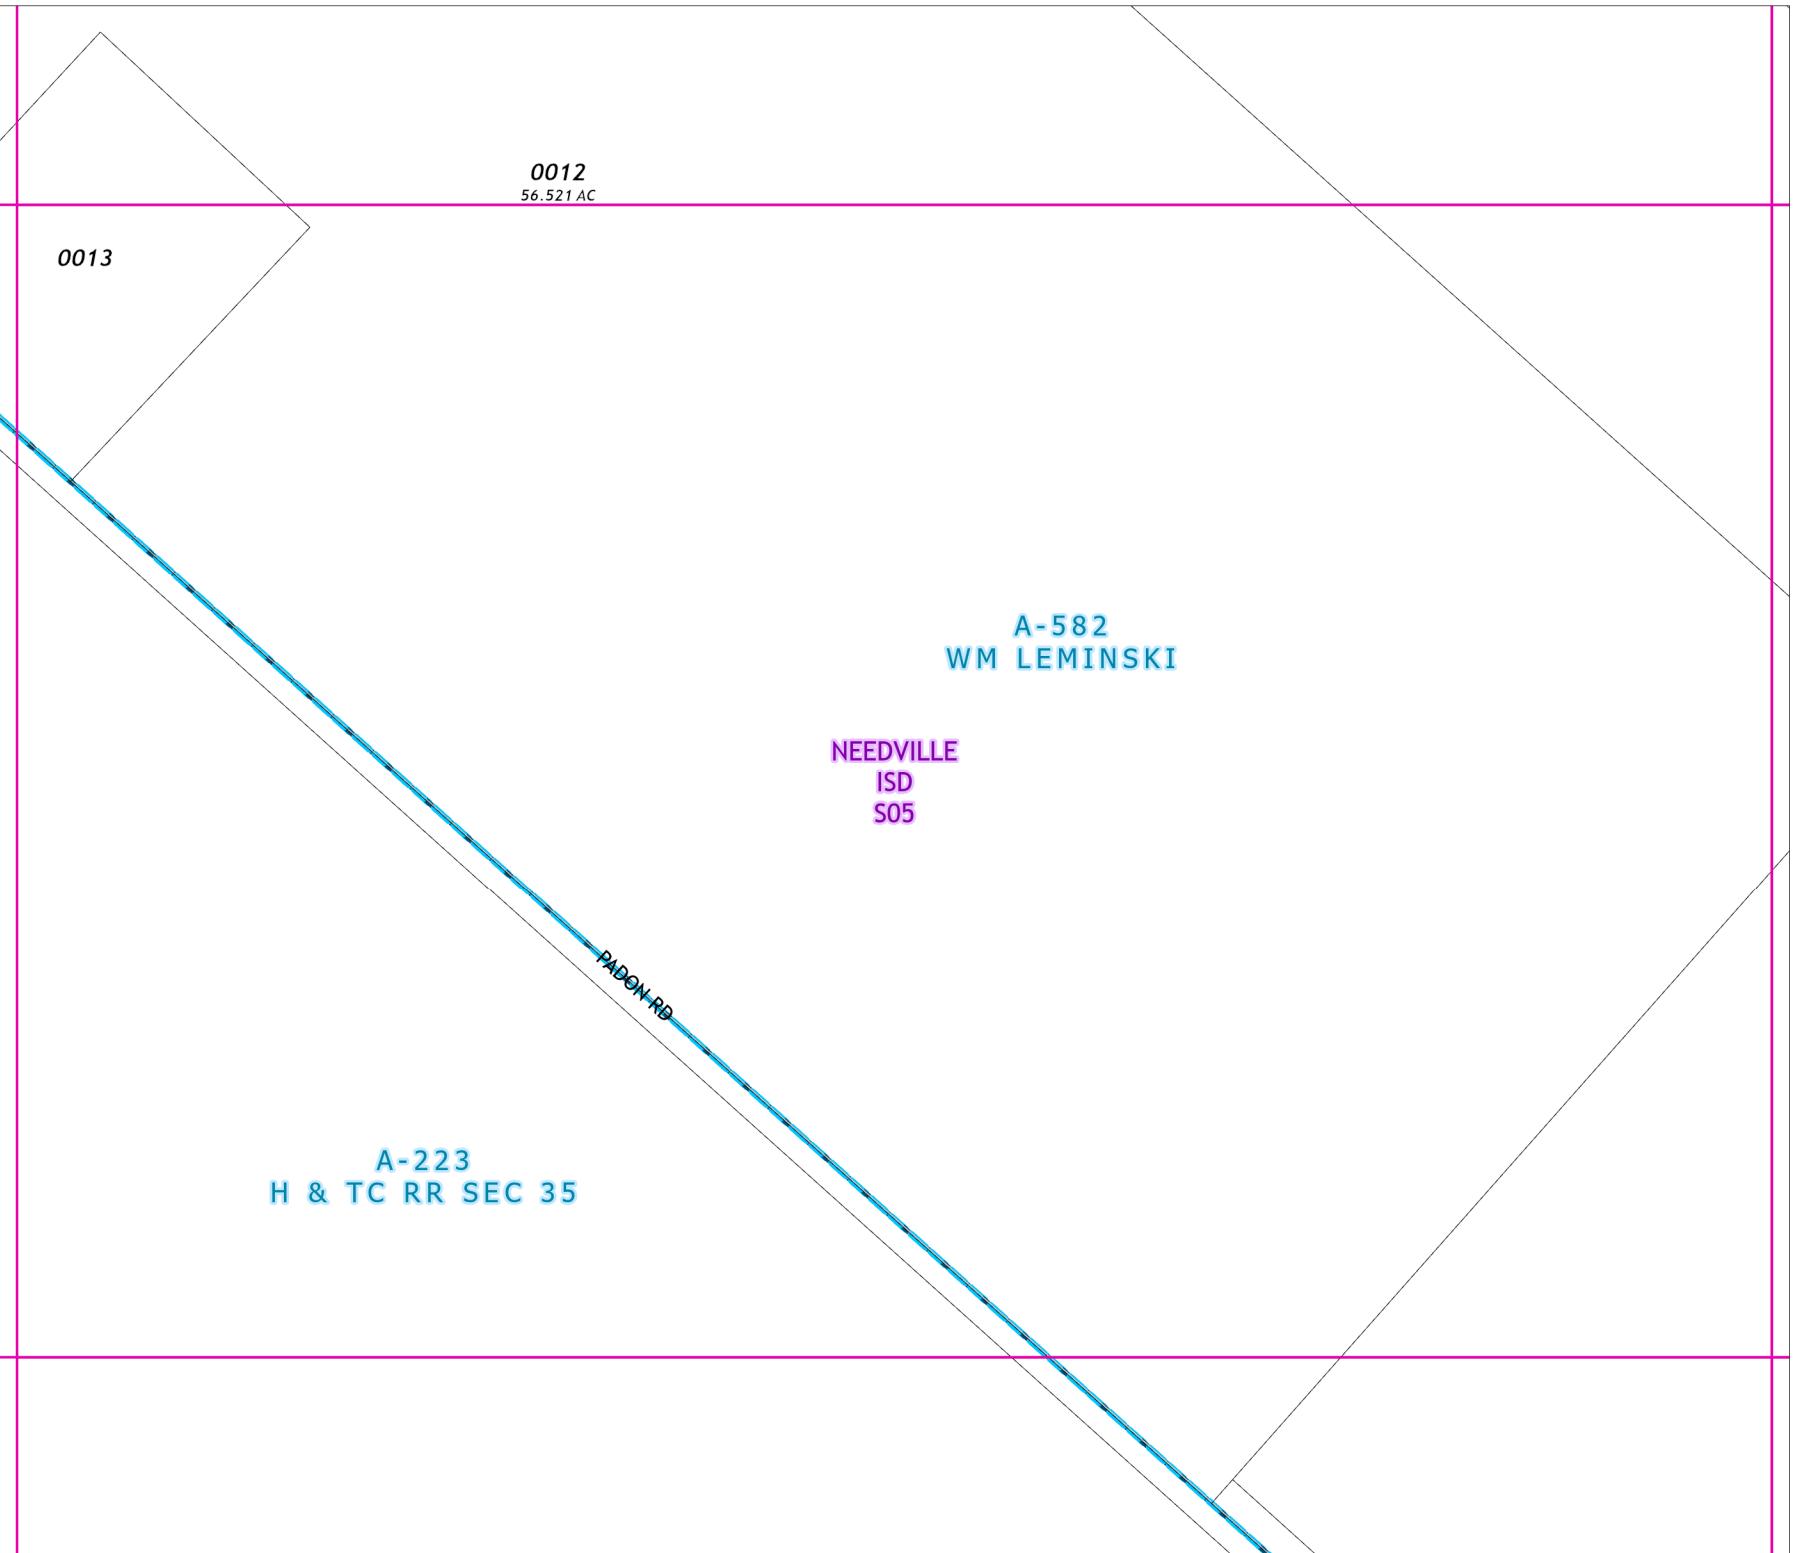 0012
56.521 AC
0013
A-582
WM LEMINSKI
NEEDVILLE
ISD
S05
PADON RD
A-223
H & TC RR SEC 35